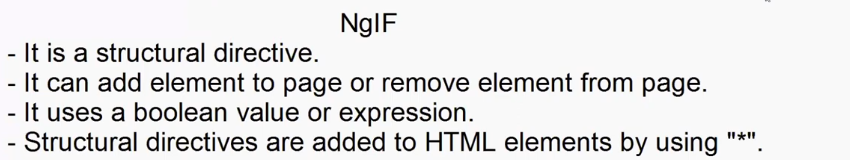 NgIF
- It is a structural directive.
- It can add element to page or remove element from page.
- It uses a boolean value or expression.
- Structural directives are added to HTML elements by using "*".